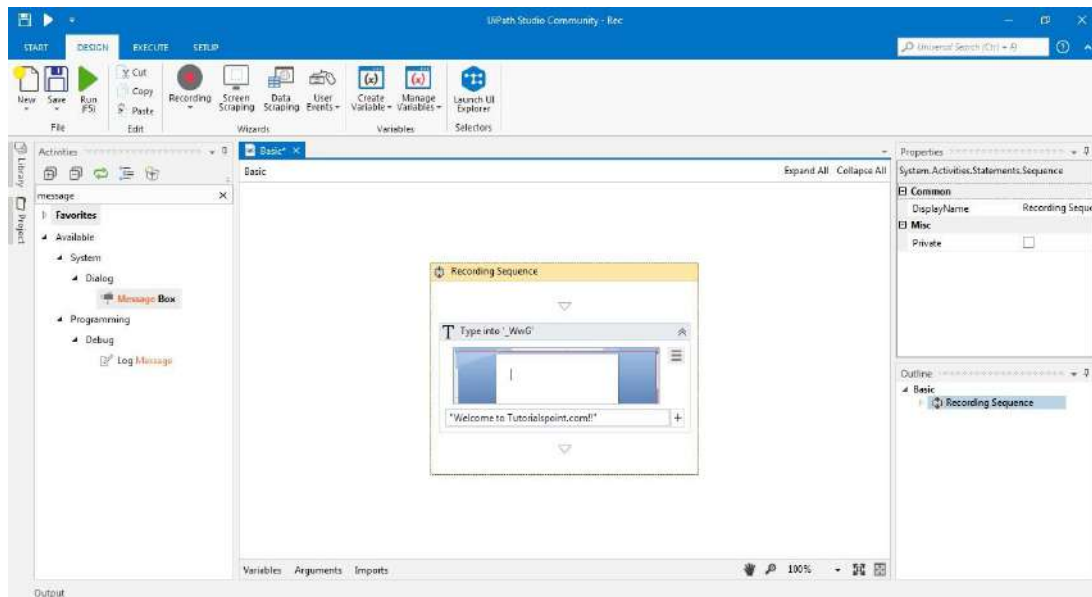 UiPath Studio Community - Rec
START DESIGN EXECUTE SETUP
Universal Search (Ctrl + F)
New Save Run (F5) Cut Copy Paste Recording Screen Scraping Data Scraping User Events Create Variable Manage Variables Launch UI Explorer
File Edit Wizards Variables Selectors
Library
Project
Activities
message
Favorites
Available
System
Dialog
Message Box
Programming
Debug
Log Message
Basic*
Basic Expand All Collapse All
Recording Sequence
Type into '_WwG'
"Welcome to Tutorialspoint.com!!"
Variables Arguments Imports 100%
Properties
System.Activities.Statements.Sequence
Common
DisplayName Recording Seque
Misc
Private
Outline
Basic
Recording Sequence
Output